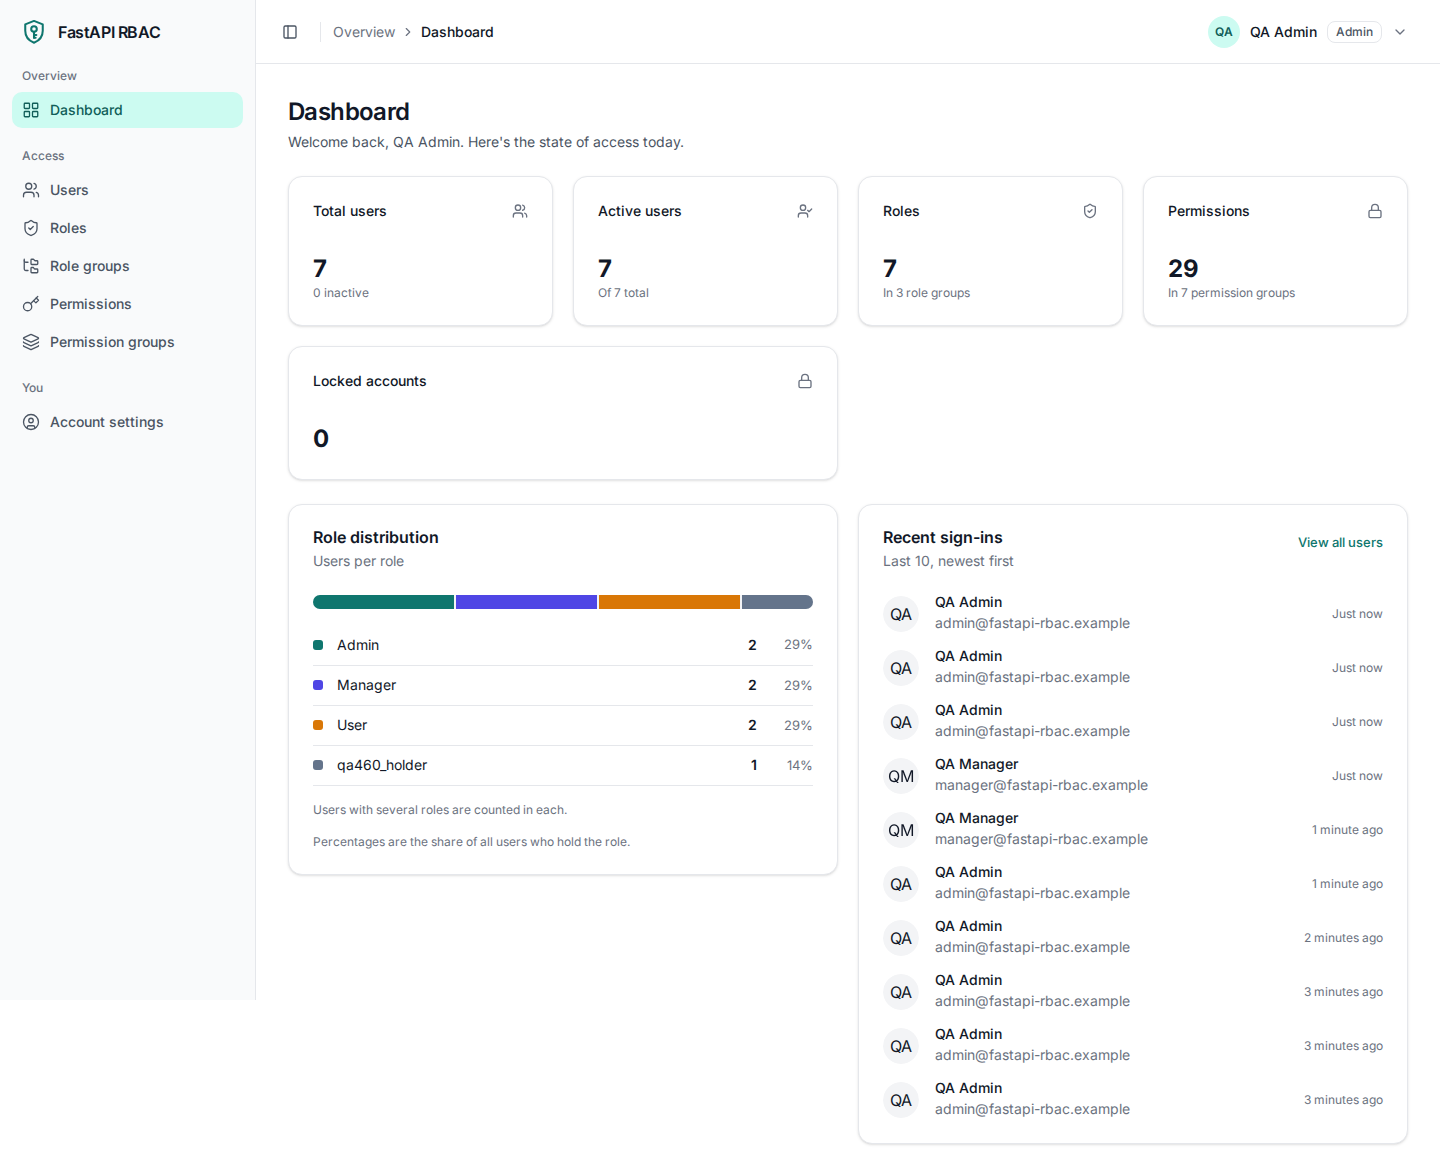 FastAPI RBAC
Overview
Dashboard
Access
Users
Roles
Role groups
Permissions
Permission groups
You
Account settings
Overview > Dashboard
QA QA Admin Admin
Dashboard
Welcome back, QA Admin. Here's the state of access today.
Total users
7
0 inactive
Active users
7
Of 7 total
Roles
7
In 3 role groups
Permissions
29
In 7 permission groups
Locked accounts
0
Role distribution
Users per role
Admin 2 29%
Manager 2 29%
User 2 29%
qa460_holder 1 14%
Users with several roles are counted in each.
Percentages are the share of all users who hold the role.
Recent sign-ins
View all users
Last 10, newest first
QA QA Admin
admin@fastapi-rbac.example
Just now
QA QA Admin
admin@fastapi-rbac.example
Just now
QA QA Admin
admin@fastapi-rbac.example
Just now
QM QA Manager
manager@fastapi-rbac.example
Just now
QM QA Manager
manager@fastapi-rbac.example
1 minute ago
QA QA Admin
admin@fastapi-rbac.example
1 minute ago
QA QA Admin
admin@fastapi-rbac.example
2 minutes ago
QA QA Admin
admin@fastapi-rbac.example
3 minutes ago
QA QA Admin
admin@fastapi-rbac.example
3 minutes ago
QA QA Admin
admin@fastapi-rbac.example
3 minutes ago